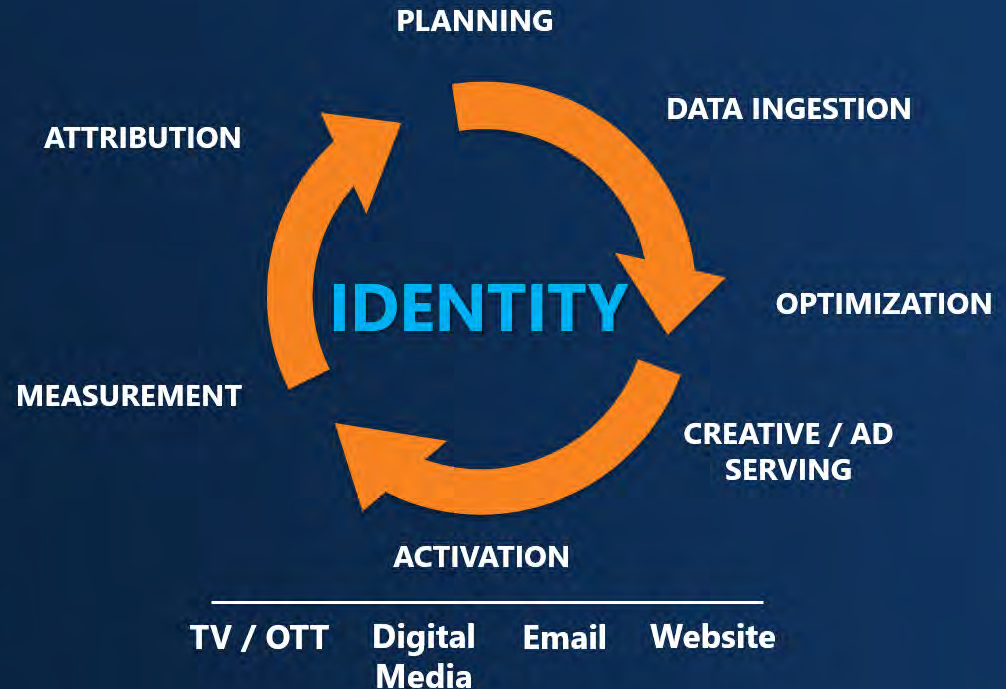 PLANNING
DATA INGESTION
ATTRIBUTION
IDENTITY
OPTIMIZATION
MEASUREMENT
CREATIVE / AD
SERVING
ACTIVATION
TV / OTT
Digital
Media
Email
Website